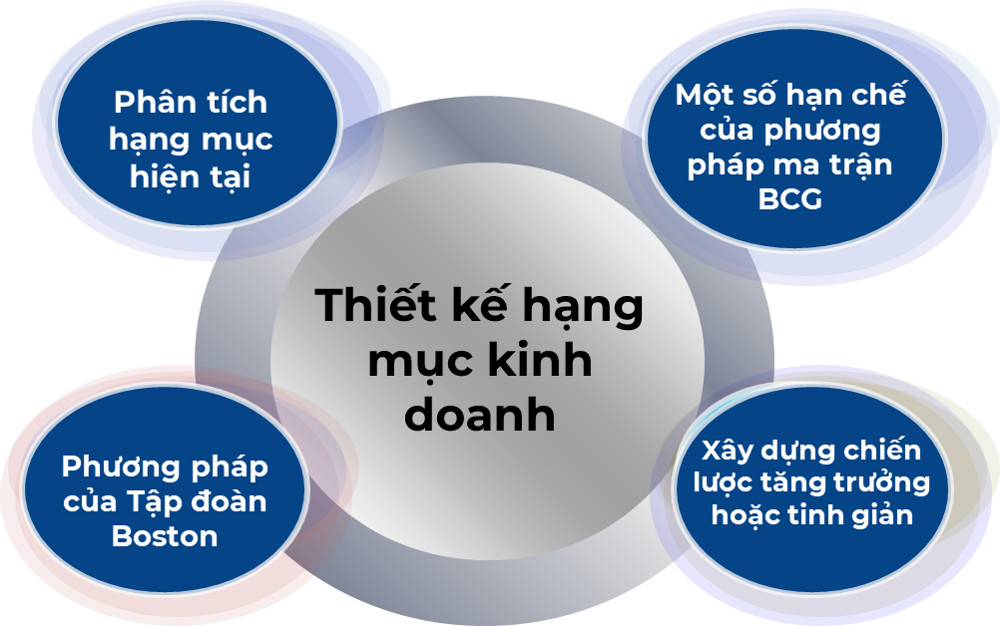 Phân tích
hạng mục
hiện tại
Một số hạn chế
của phương
pháp ma trận
BCG
Thiết kế hạng
mục kinh
doanh
Phương pháp
của Tập đoàn
Boston
Xây dựng chiến
lược tăng trưởng
hoặc tinh giản